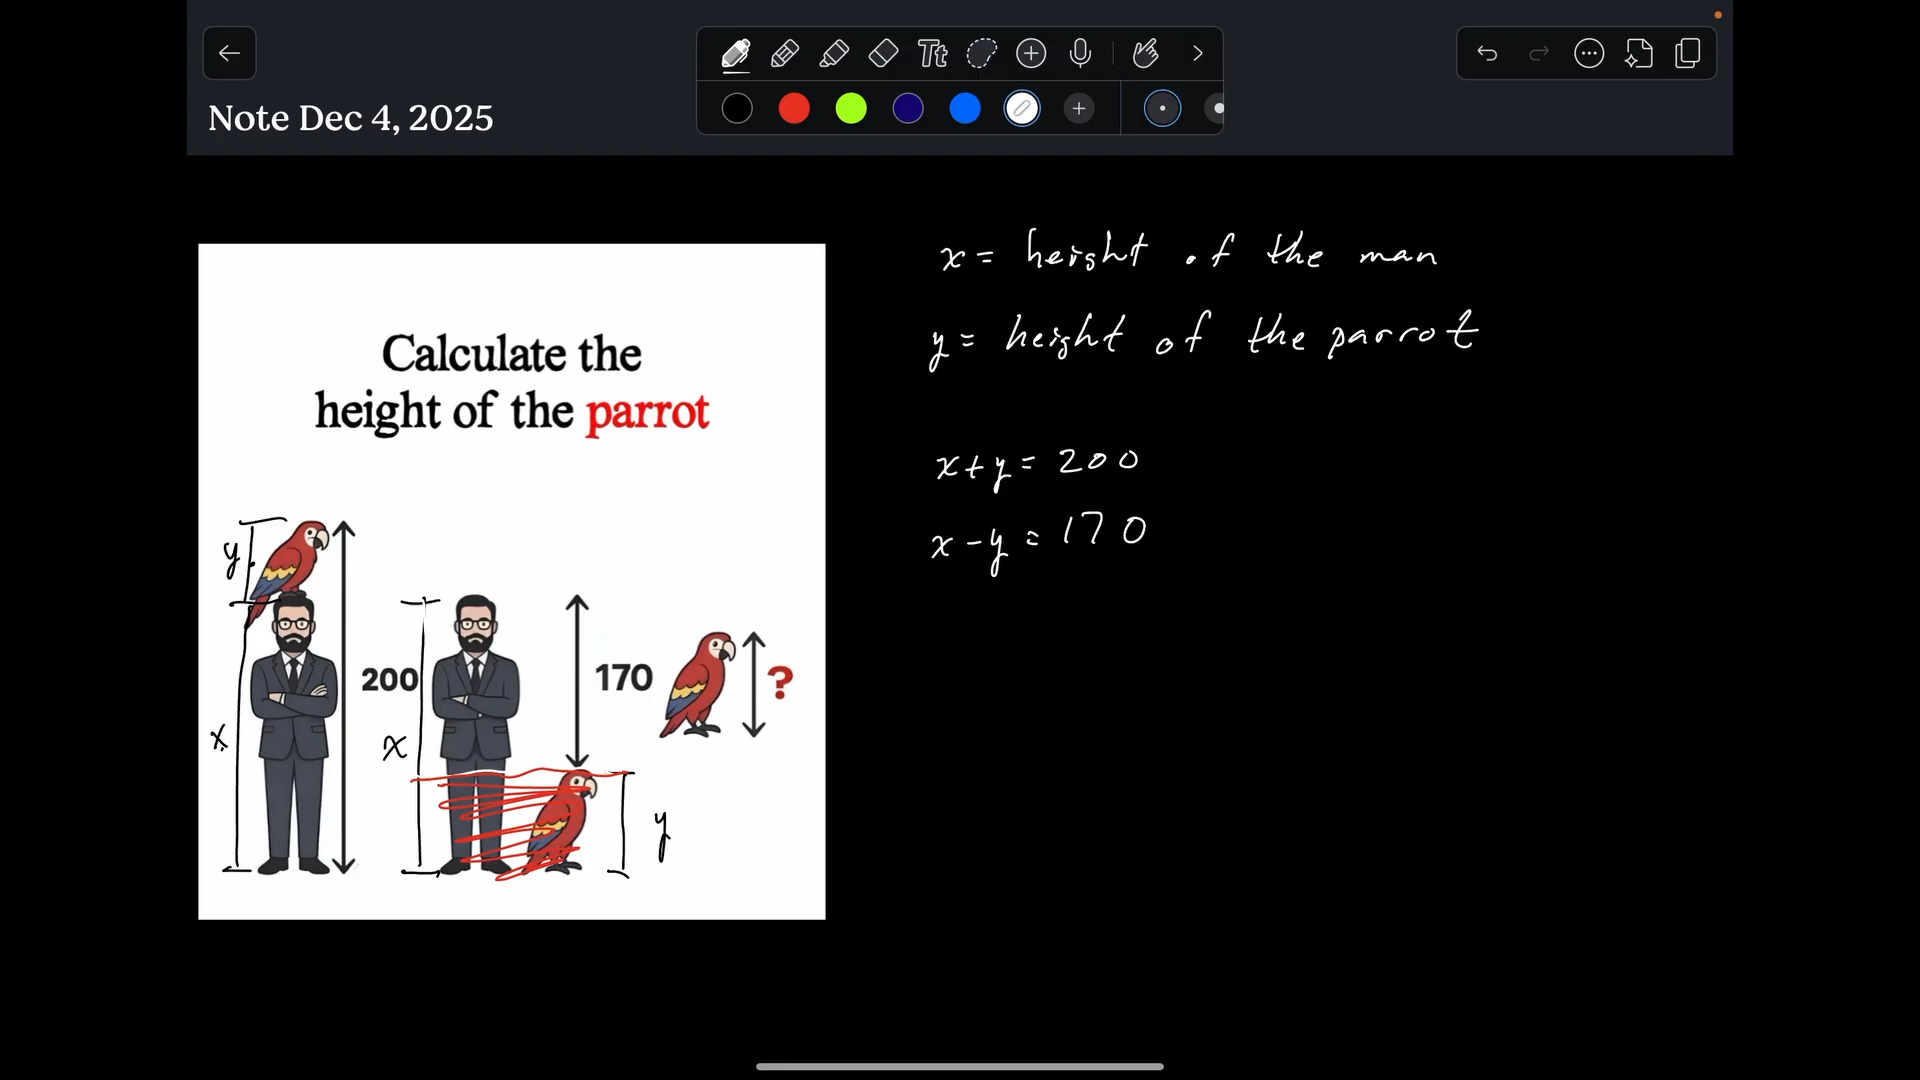 Tt
Note Dec 4, 2025
Calculate the
height of the parrot
y
x
200
x
170
?
y
x = height of the man
y = height of the parrot
x+y = 200
x-y = 170